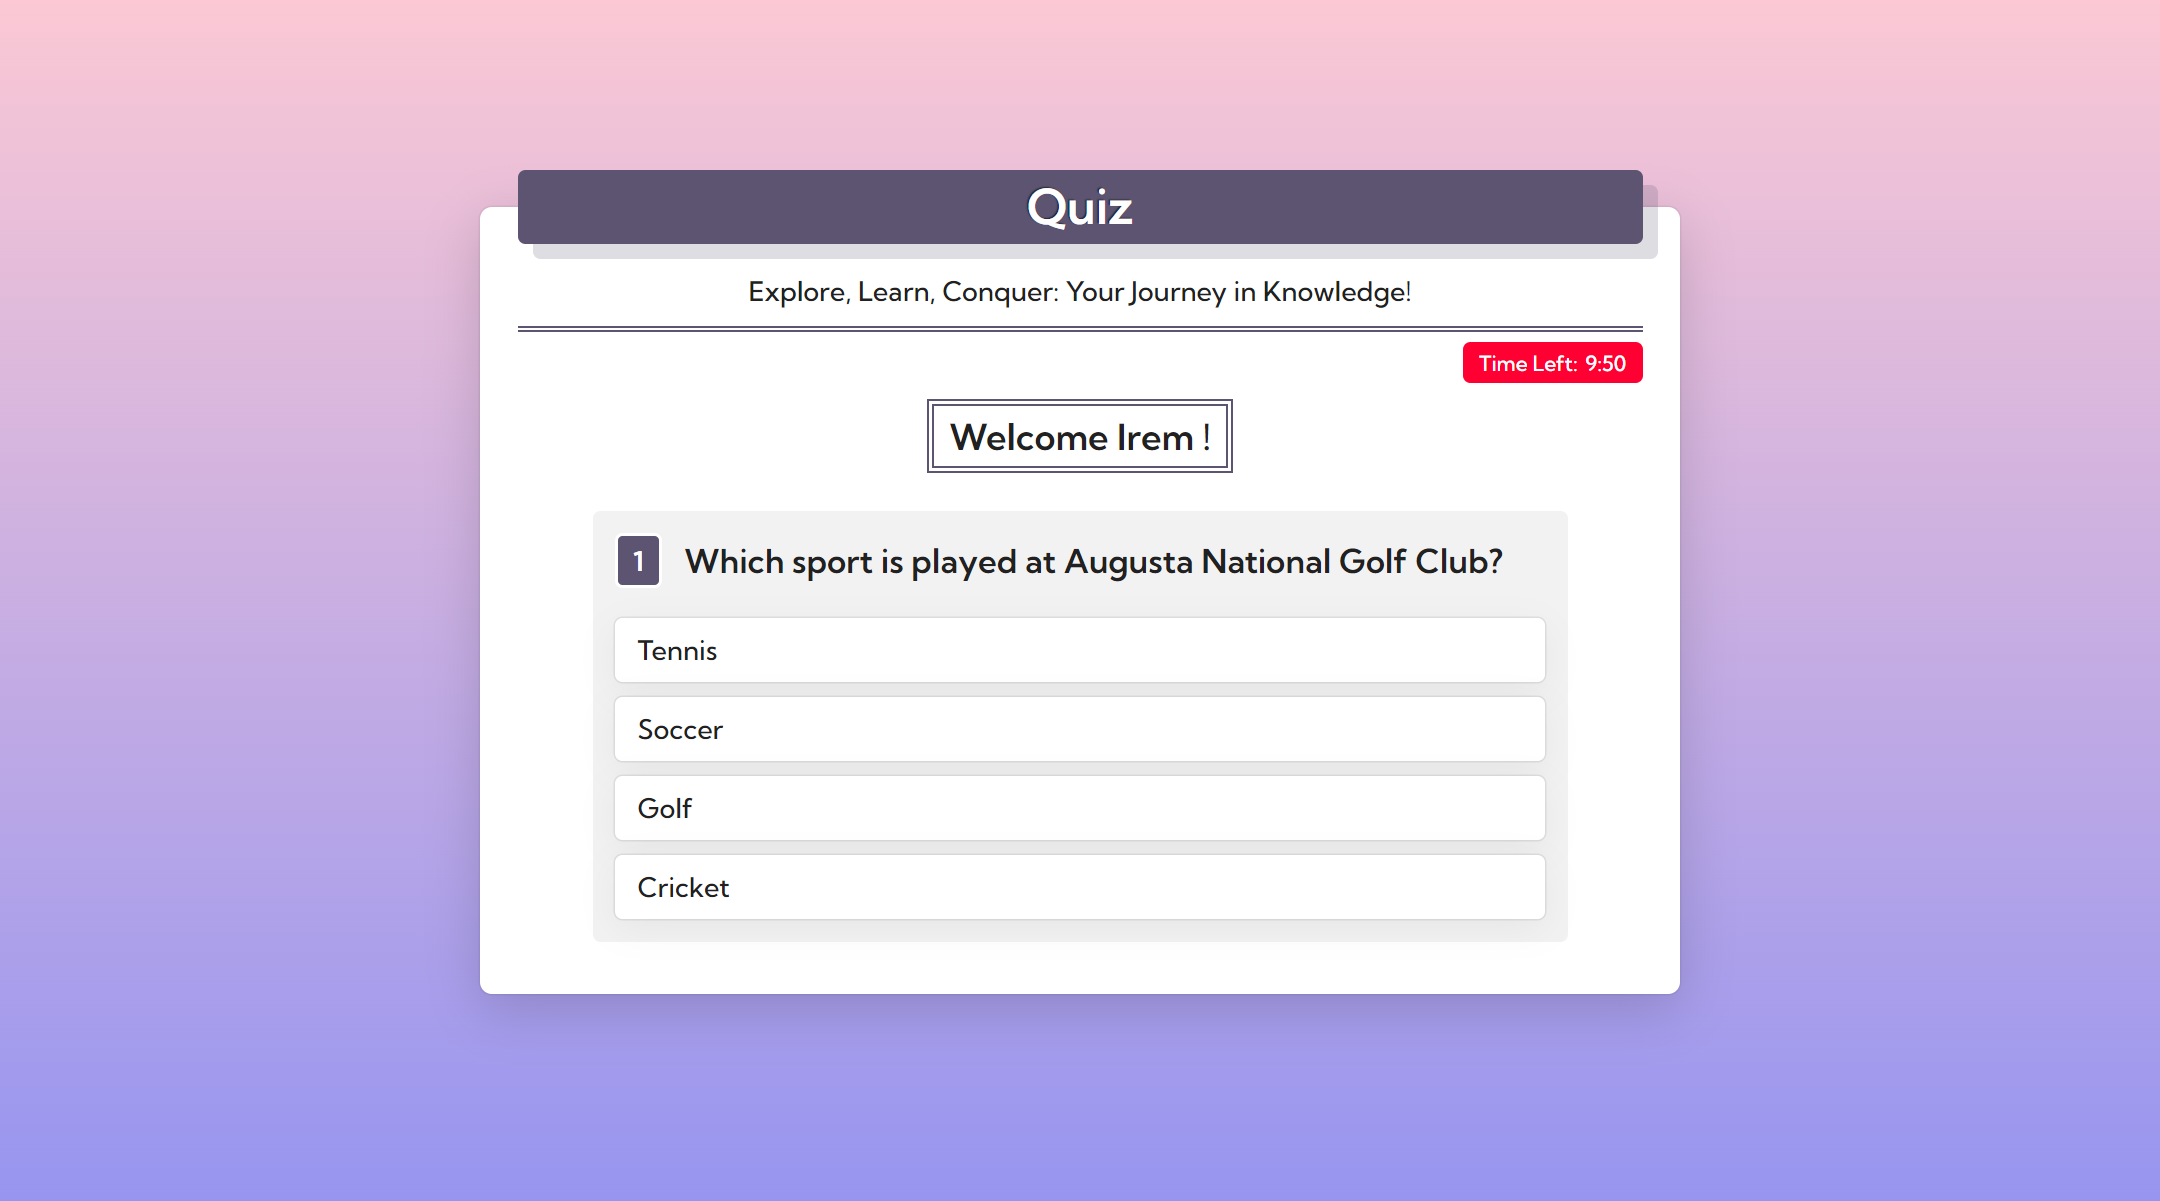 Quiz
Explore, Learn, Conquer: Your Journey in Knowledge!
Time Left: 9:50
Welcome Irem !
1 Which sport is played at Augusta National Golf Club?
Tennis
Soccer
Golf
Cricket